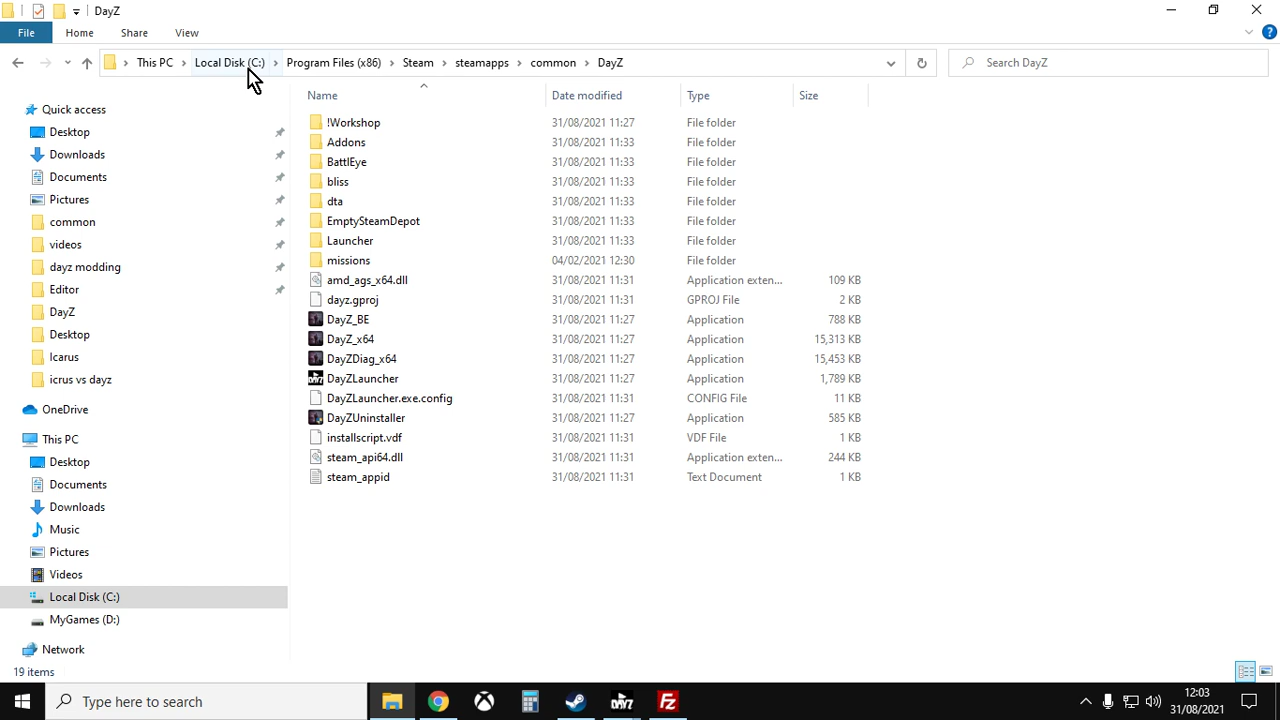 DayZ
File Home Share View
This PC Local Disk (C:) Program Files (x86) Steam steamapps common DayZ Search DayZ
Name Date modified Type Size
Quick access
Desktop
Downloads
Documents
Pictures
common
videos
dayz modding
Editor
DayZ
Desktop
Icarus
icrus vs dayz
OneDrive
This PC
Desktop
Documents
Downloads
Music
Pictures
Videos
Local Disk (C:)
MyGames (D:)
Network
!Workshop 31/08/2021 11:27 File folder
Addons 31/08/2021 11:33 File folder
BattlEye 31/08/2021 11:33 File folder
bliss 31/08/2021 11:33 File folder
dta 31/08/2021 11:33 File folder
EmptySteamDepot 31/08/2021 11:33 File folder
Launcher 31/08/2021 11:33 File folder
missions 04/02/2021 12:30 File folder
amd_ags_x64.dll 31/08/2021 11:31 Application exten... 109 KB
dayz.gproj 31/08/2021 11:31 GPROJ File 2 KB
DayZ_BE 31/08/2021 11:27 Application 788 KB
DayZ_x64 31/08/2021 11:27 Application 15,313 KB
DayZDiag_x64 31/08/2021 11:27 Application 15,453 KB
DayZLauncher 31/08/2021 11:27 Application 1,789 KB
DayZLauncher.exe.config 31/08/2021 11:31 CONFIG File 11 KB
DayZUninstaller 31/08/2021 11:27 Application 585 KB
installscript.vdf 31/08/2021 11:31 VDF File 1 KB
steam_api64.dll 31/08/2021 11:31 Application exten... 244 KB
steam_appid 31/08/2021 11:31 Text Document 1 KB
19 items
Type here to search
12:03
31/08/2021